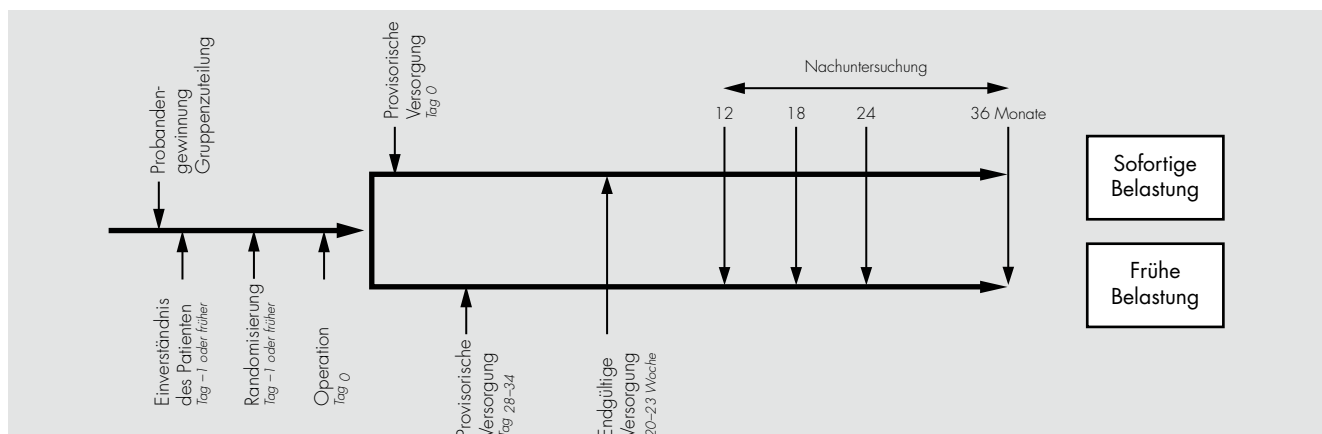 Probanden-
gewinnung
Gruppenzuteilung
Einverständnis
des Patienten
Tag –1 oder früher
Randomisierung
Tag –1 oder früher
Operation
Tag 0
Provisorische
Versorgung
Tag 0
Provisorische
Versorgung
Tag 28–34
Endgültige
Versorgung
20–23 Woche
Nachuntersuchung
12 18 24 36 Monate
Sofortige
Belastung
Frühe
Belastung